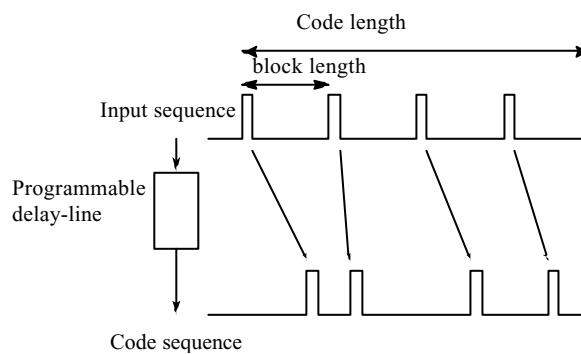 Code length
block length
Input sequence
Programmable
delay-line
Code sequence